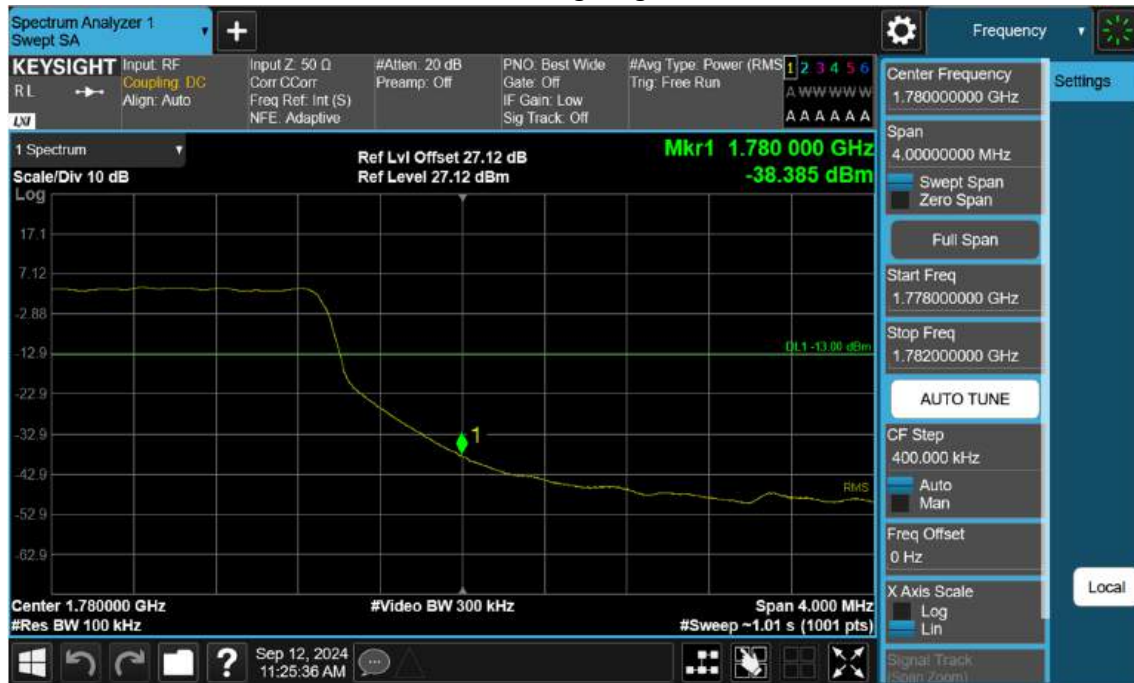 Spectrum Analyzer 1
Swept SA
+
Frequency
KEYSIGHT
RL
LXI
Input: RF
Coupling: DC
Align: Auto
Input Z: 50 Ω
Corr CCorr
Freq Ref: Int (S)
NFE: Adaptive
#Atten: 20 dB
Preamp: Off
PNO: Best Wide
Gate: Off
IF Gain: Low
Sig Track: Off
#Avg Type: Power (RMS
Trig: Free Run
1 2 3 4 5 6
A W W W W W
A A A A A A
1 Spectrum
Scale/Div 10 dB
Log
Ref Lvl Offset 27.12 dB
Ref Level 27.12 dBm
Mkr1 1.780 000 GHz
-38.385 dBm
17.1
7.12
-2.88
-12.9
DL1 -13.00 dBm
-22.9
-32.9
1
-42.9
RMS
-52.9
-62.9
Center 1.780000 GHz
#Res BW 100 kHz
#Video BW 300 kHz
Span 4.000 MHz
#Sweep ~1.01 s (1001 pts)
?
Sep 12, 2024
11:25:36 AM
Center Frequency
1.780000000 GHz
Span
4.00000000 MHz
Swept Span
Zero Span
Full Span
Start Freq
1.778000000 GHz
Stop Freq
1.782000000 GHz
AUTO TUNE
CF Step
400.000 kHz
Auto
Man
Freq Offset
0 Hz
X Axis Scale
Log
Lin
Signal Track
(Span Zoom)
Settings
Local